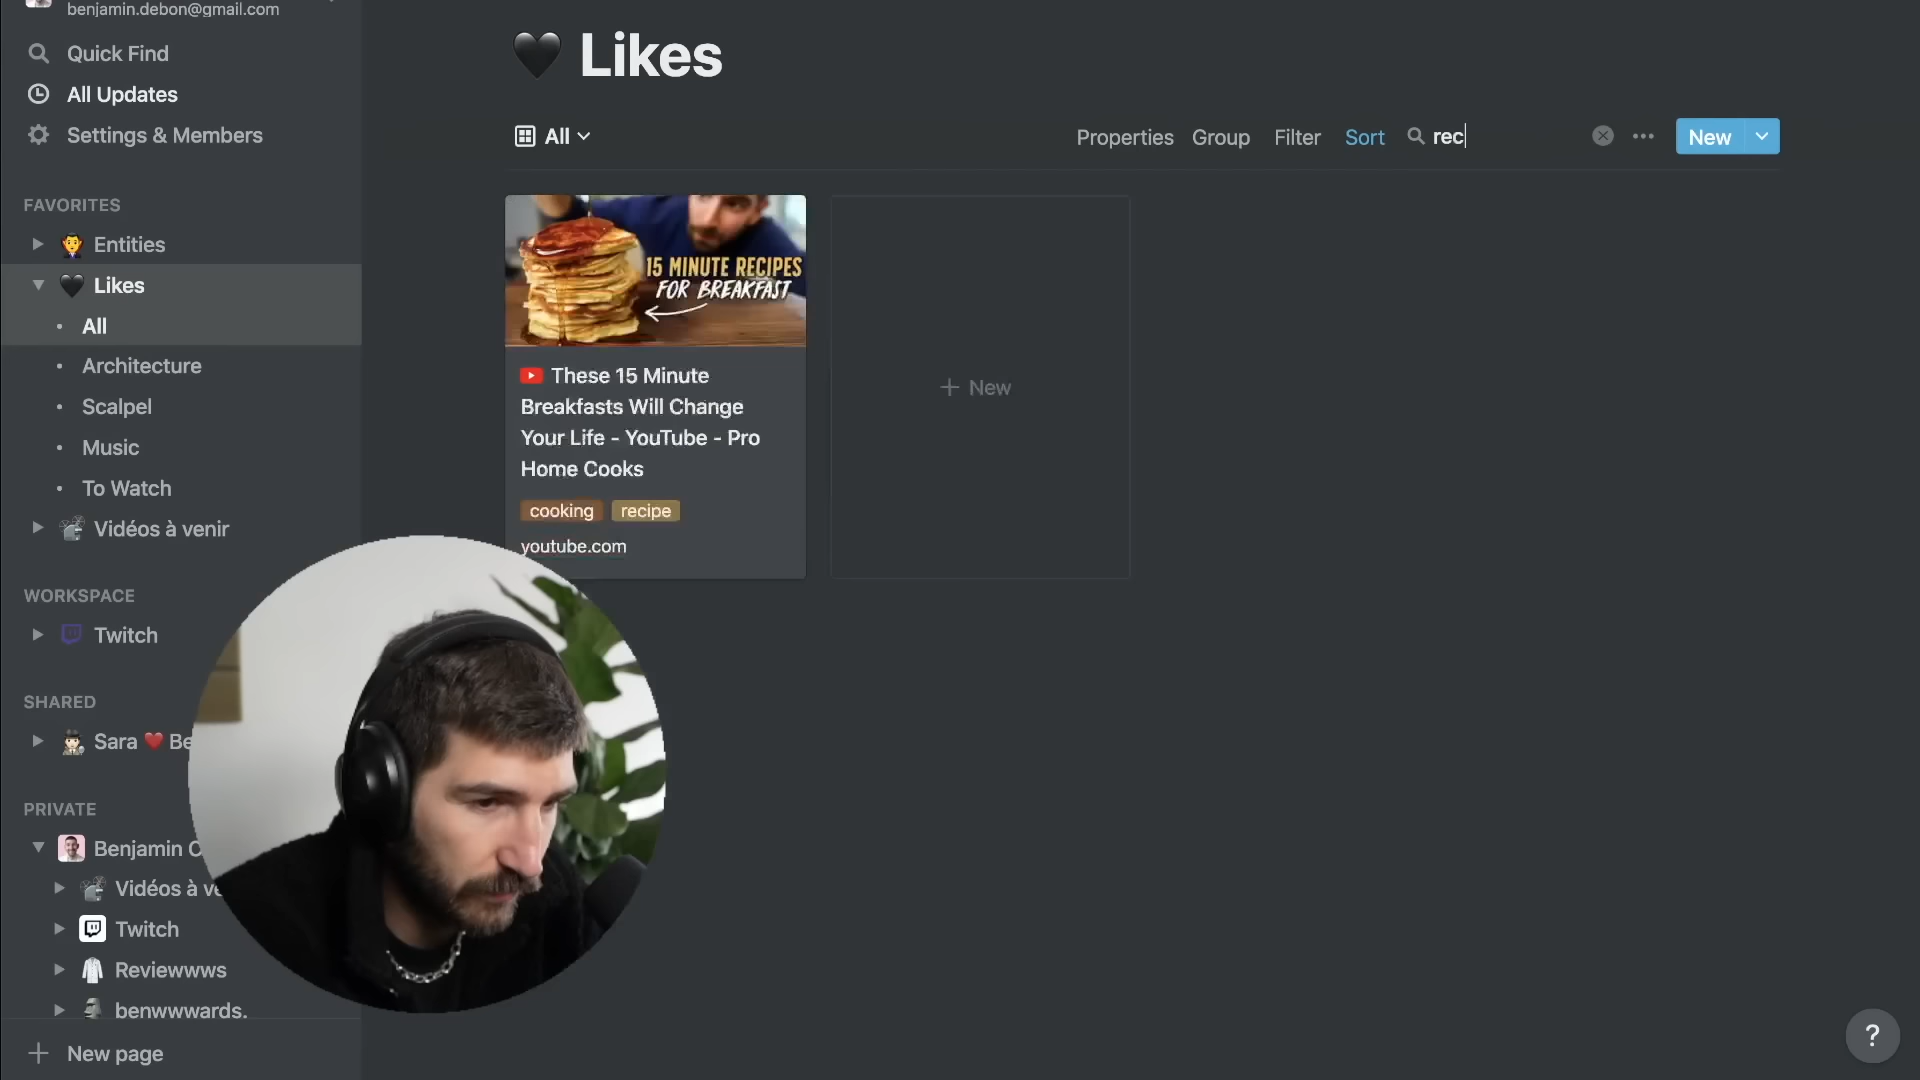 benjamin.debon@gmail.com
Quick Find
All Updates
Settings & Members
FAVORITES
Entities
Likes
All
Architecture
Scalpel
Music
To Watch
Vidéos à venir
WORKSPACE
Twitch
SHARED
Sara ❤️ Be
PRIVATE
Benjamin C
Vidéos à ve
Twitch
Reviewwws
benwwwards.
New page
Likes
All
Properties Group Filter Sort rec New
15 MINUTE RECIPES
FOR BREAKFAST
These 15 Minute
Breakfasts Will Change
Your Life - YouTube - Pro
Home Cooks
cooking recipe
youtube.com
+ New
?